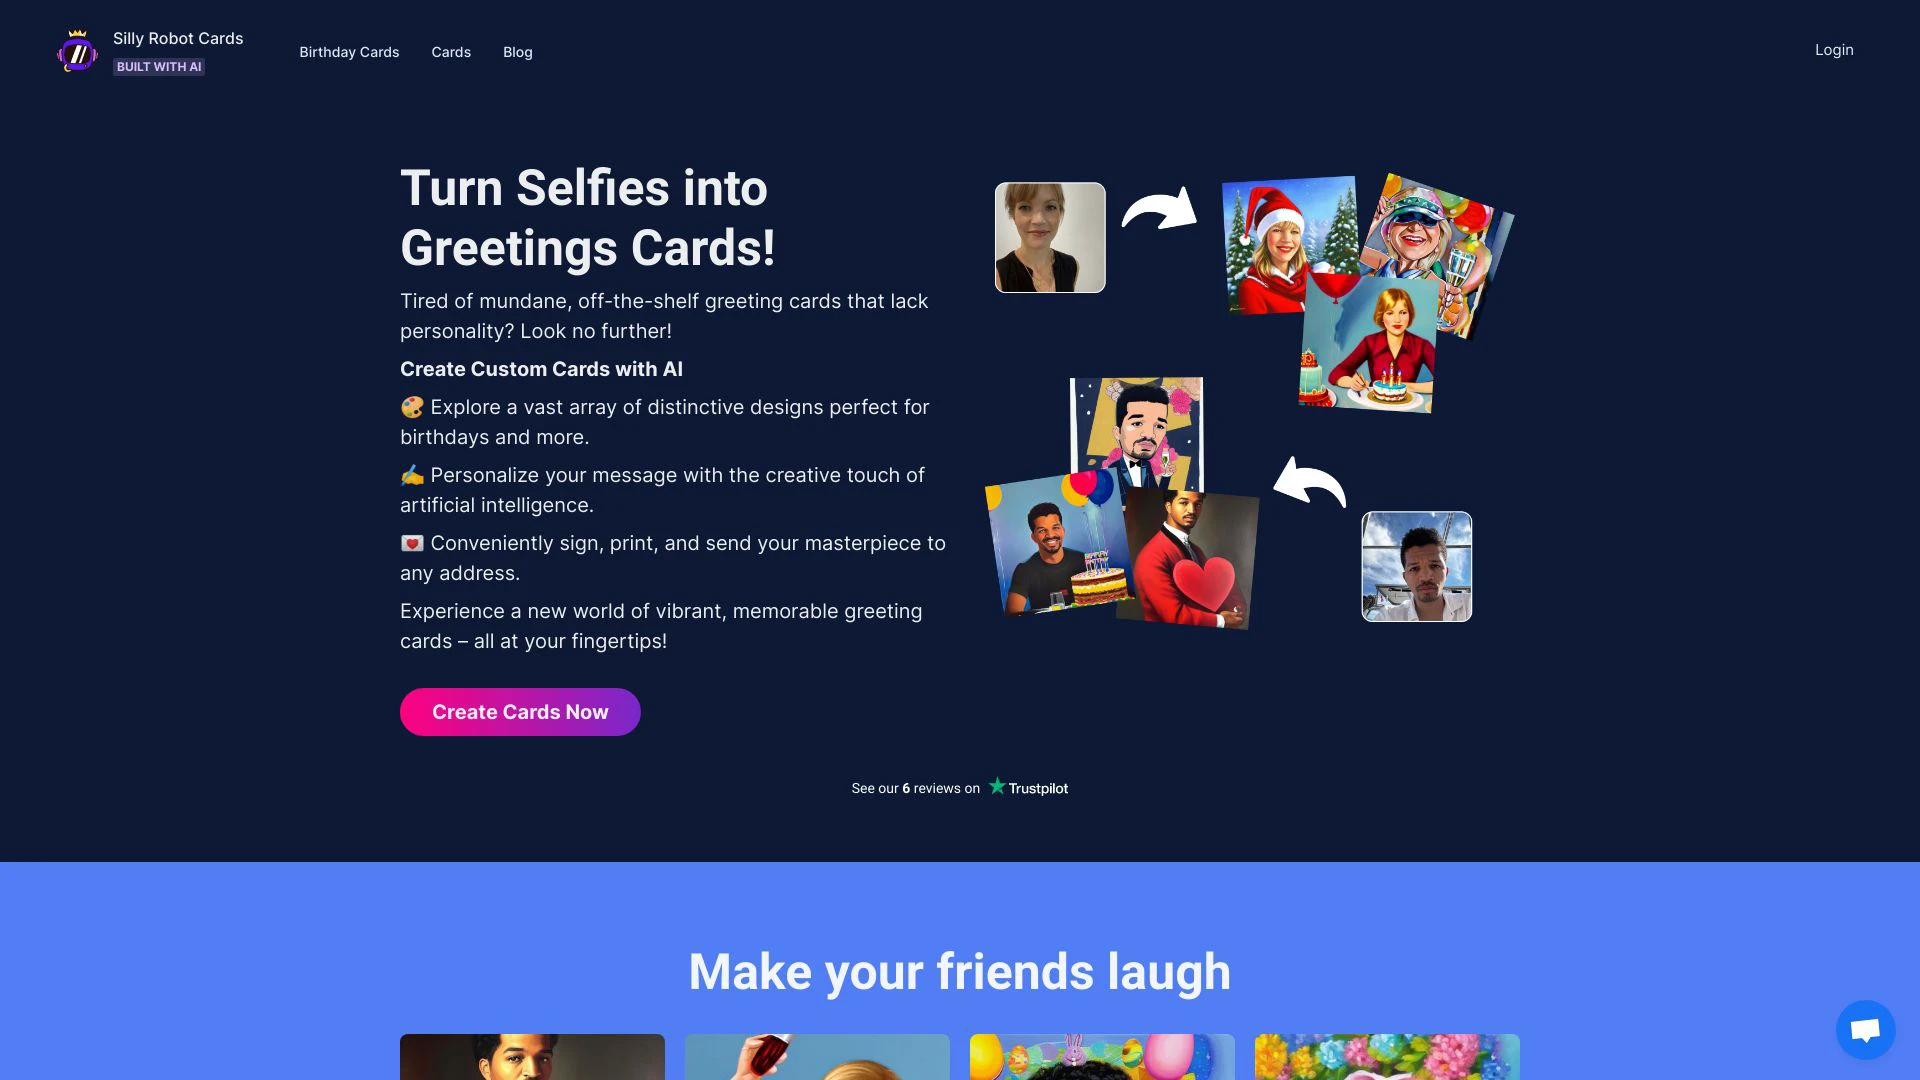 Silly Robot Cards
BUILT WITH AI
Birthday Cards
Cards
Blog
Login
Turn Selfies into
Greetings Cards!
Tired of mundane, off-the-shelf greeting cards that lack
personality? Look no further!
Create Custom Cards with AI
🎨 Explore a vast array of distinctive designs perfect for
birthdays and more.
✍️ Personalize your message with the creative touch of
artificial intelligence.
💌 Conveniently sign, print, and send your masterpiece to
any address.
Experience a new world of vibrant, memorable greeting
cards – all at your fingertips!
Create Cards Now
See our 6 reviews on Trustpilot
Make your friends laugh